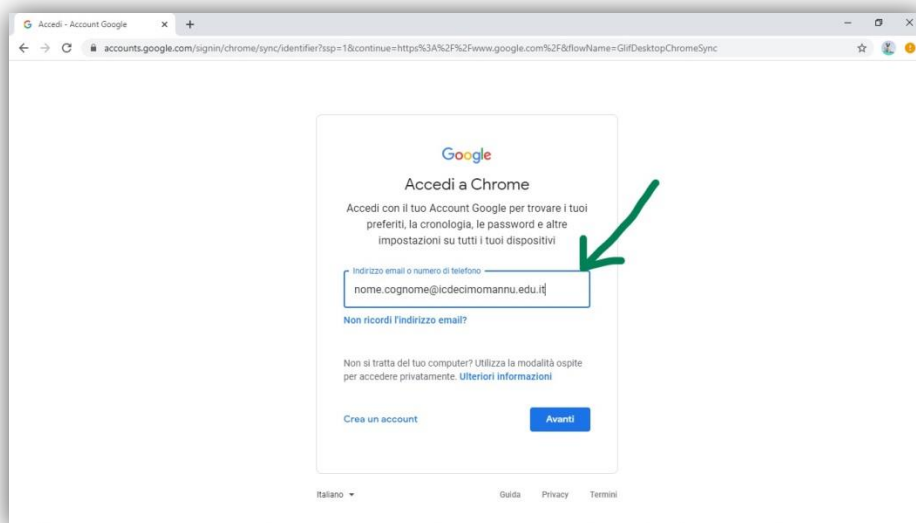 Accedi - Account Google
accounts.google.com/signin/chrome/sync/identifier?ssp=1&continue=https%3A%2F%2Fwww.google.com%2F&flowName=GlifDesktopChromeSync
Google
Accedi a Chrome
Accedi con il tuo Account Google per trovare i tuoi
preferiti, la cronologia, le password e altre
impostazioni su tutti i tuoi dispositivi
Indirizzo email o numero di telefono
nome.cognome@icdecimomannu.edu.it
Non ricordi l'indirizzo email?
Non si tratta del tuo computer? Utilizza la modalità ospite
per accedere privatamente. Ulteriori informazioni
Crea un account Avanti
Italiano Guida Privacy Termini